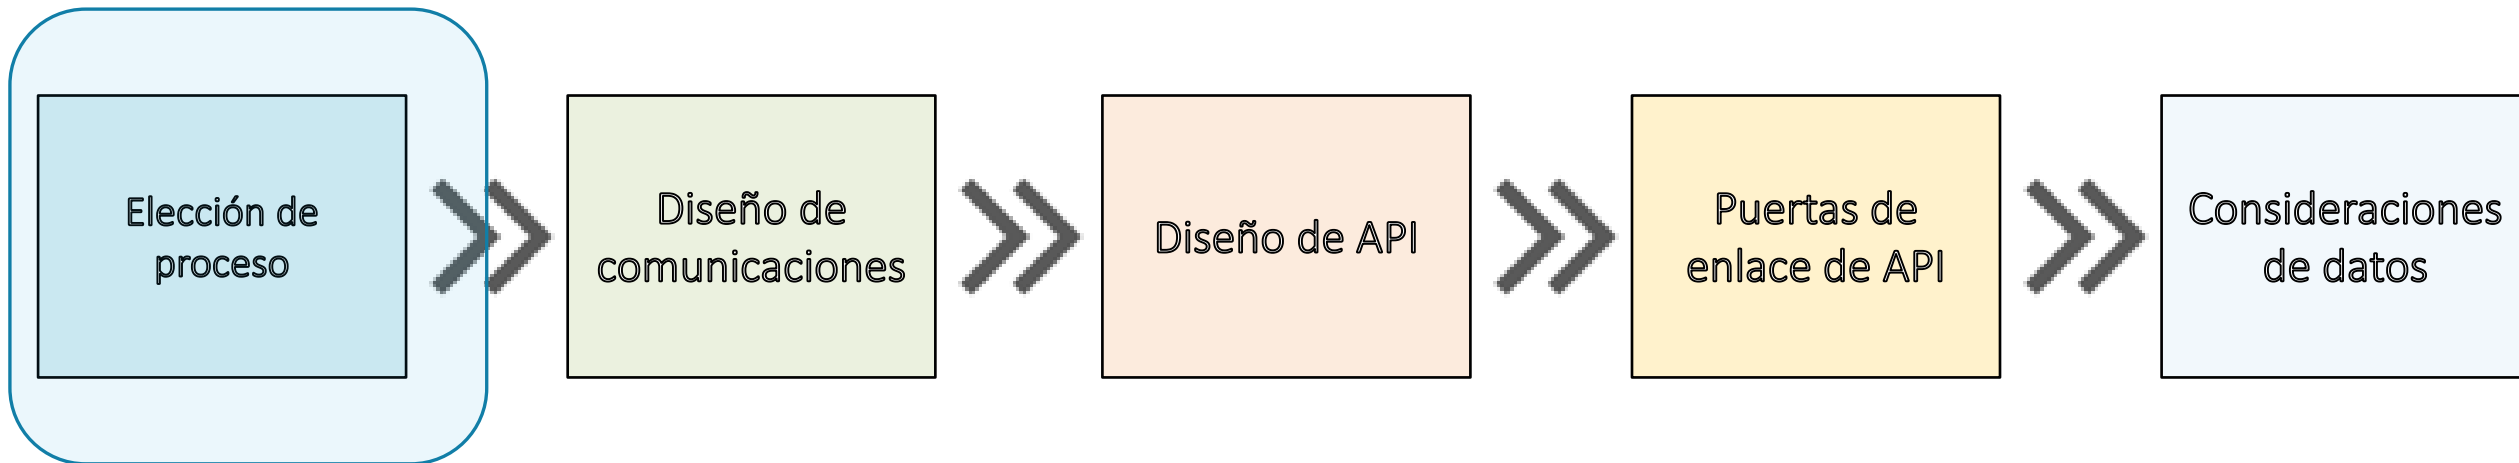 Elección de
proceso
Diseño de
comunicaciones
Diseño de API
Puertas de
enlace de API
Consideraciones
de datos